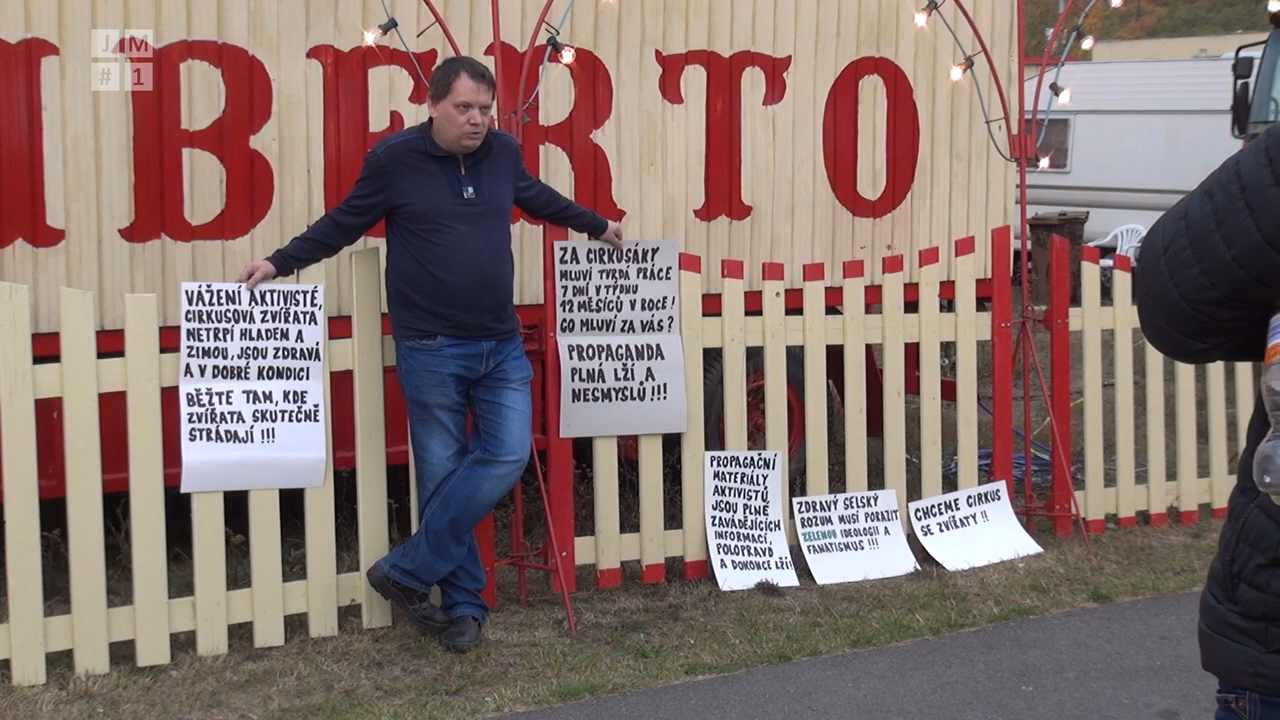 JM
#1
BERTO
VÁŽENÍ AKTIVISTÉ,
CIRKUSOVÁ ZVÍŘATA
NETRPÍ HLADEM A
ZIMOU, JSOU ZDRAVÁ
A V DOBRÉ KONDICI
BĚŽTE TAM, KDE
ZVÍŘATA SKUTEČNĚ
STRÁDAJÍ !!!
ZA CIRKUSÁKY
MLUVÍ TVRDÁ PRÁCE
7 DNÍ V TÝDNU
12 MĚSÍCŮ V ROCE !
CO MLUVÍ ZA VÁS ?
PROPAGANDA
PLNÁ LŽÍ A
NESMYSLŮ !!!
PROPAGAČNÍ
MATERIÁLY
AKTIVISTŮ
JSOU PLNÉ
ZAVÁDĚJÍCÍCH
INFORMACÍ,
POLOPRAVD
A DOKONCE LŽÍ!
ZDRAVÝ SELSKÝ
ROZUM MUSÍ PORAZIT
ZELENOU IDEOLOGII A
FANATISMUS !!!
CHCEME CIRKUS
SE ZVÍŘATY !!